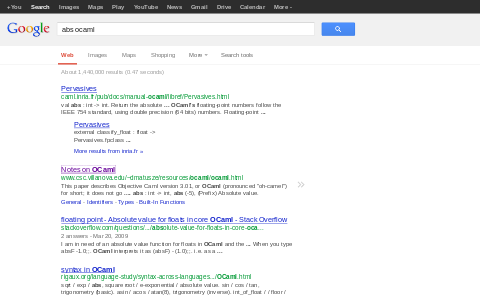 +You Search Images Maps Play YouTube News Gmail Drive Calendar More
Google abs ocaml
Web Images Maps Shopping More Search tools
About 1,440,000 results (0.47 seconds)
Pervasives
caml.inria.fr/pub/docs/manual-ocaml/libref/Pervasives.html
val abs : int -> int. Return the absolute .... OCaml's floating-point numbers follow the
IEEE 754 standard, using double precision (64 bits) numbers. Floating-point ...
Pervasives
external classify_float : float ->
Pervasives.fpclass ...
More results from inria.fr »
Notes on OCaml
www.csc.villanova.edu/~dmatusze/resources/ocaml/ocaml.html
This paper describes Objective Caml version 3.01, or OCaml (pronounced "oh-camel")
for short; it does go .... abs : int -> int, abs (-5), (Prefix) Absolute value.
General - Identifiers - Types - Built-In Functions
floating point - Absolute value for floats in core OCaml - Stack Overflow
stackoverflow.com/questions/.../absolute-value-for-floats-in-core-oca...
2 answers - Mar 20, 2009
I am in need of an absolute value function for floats in OCaml and the ... When you type
abs F -1.0;;, OCaml interprets it as (abs F) - (1.0);;, i.e. as a ...
syntax in OCaml
rigaux.org/language-study/syntax-across-languages.../OCaml.html
sqrt / exp / abs, square root / e-exponential / absolute value. sin / cos / tan,
trigonometry (basic). asin / acos / atan(8), trigonometry (inverse). int_of_float / / floor /